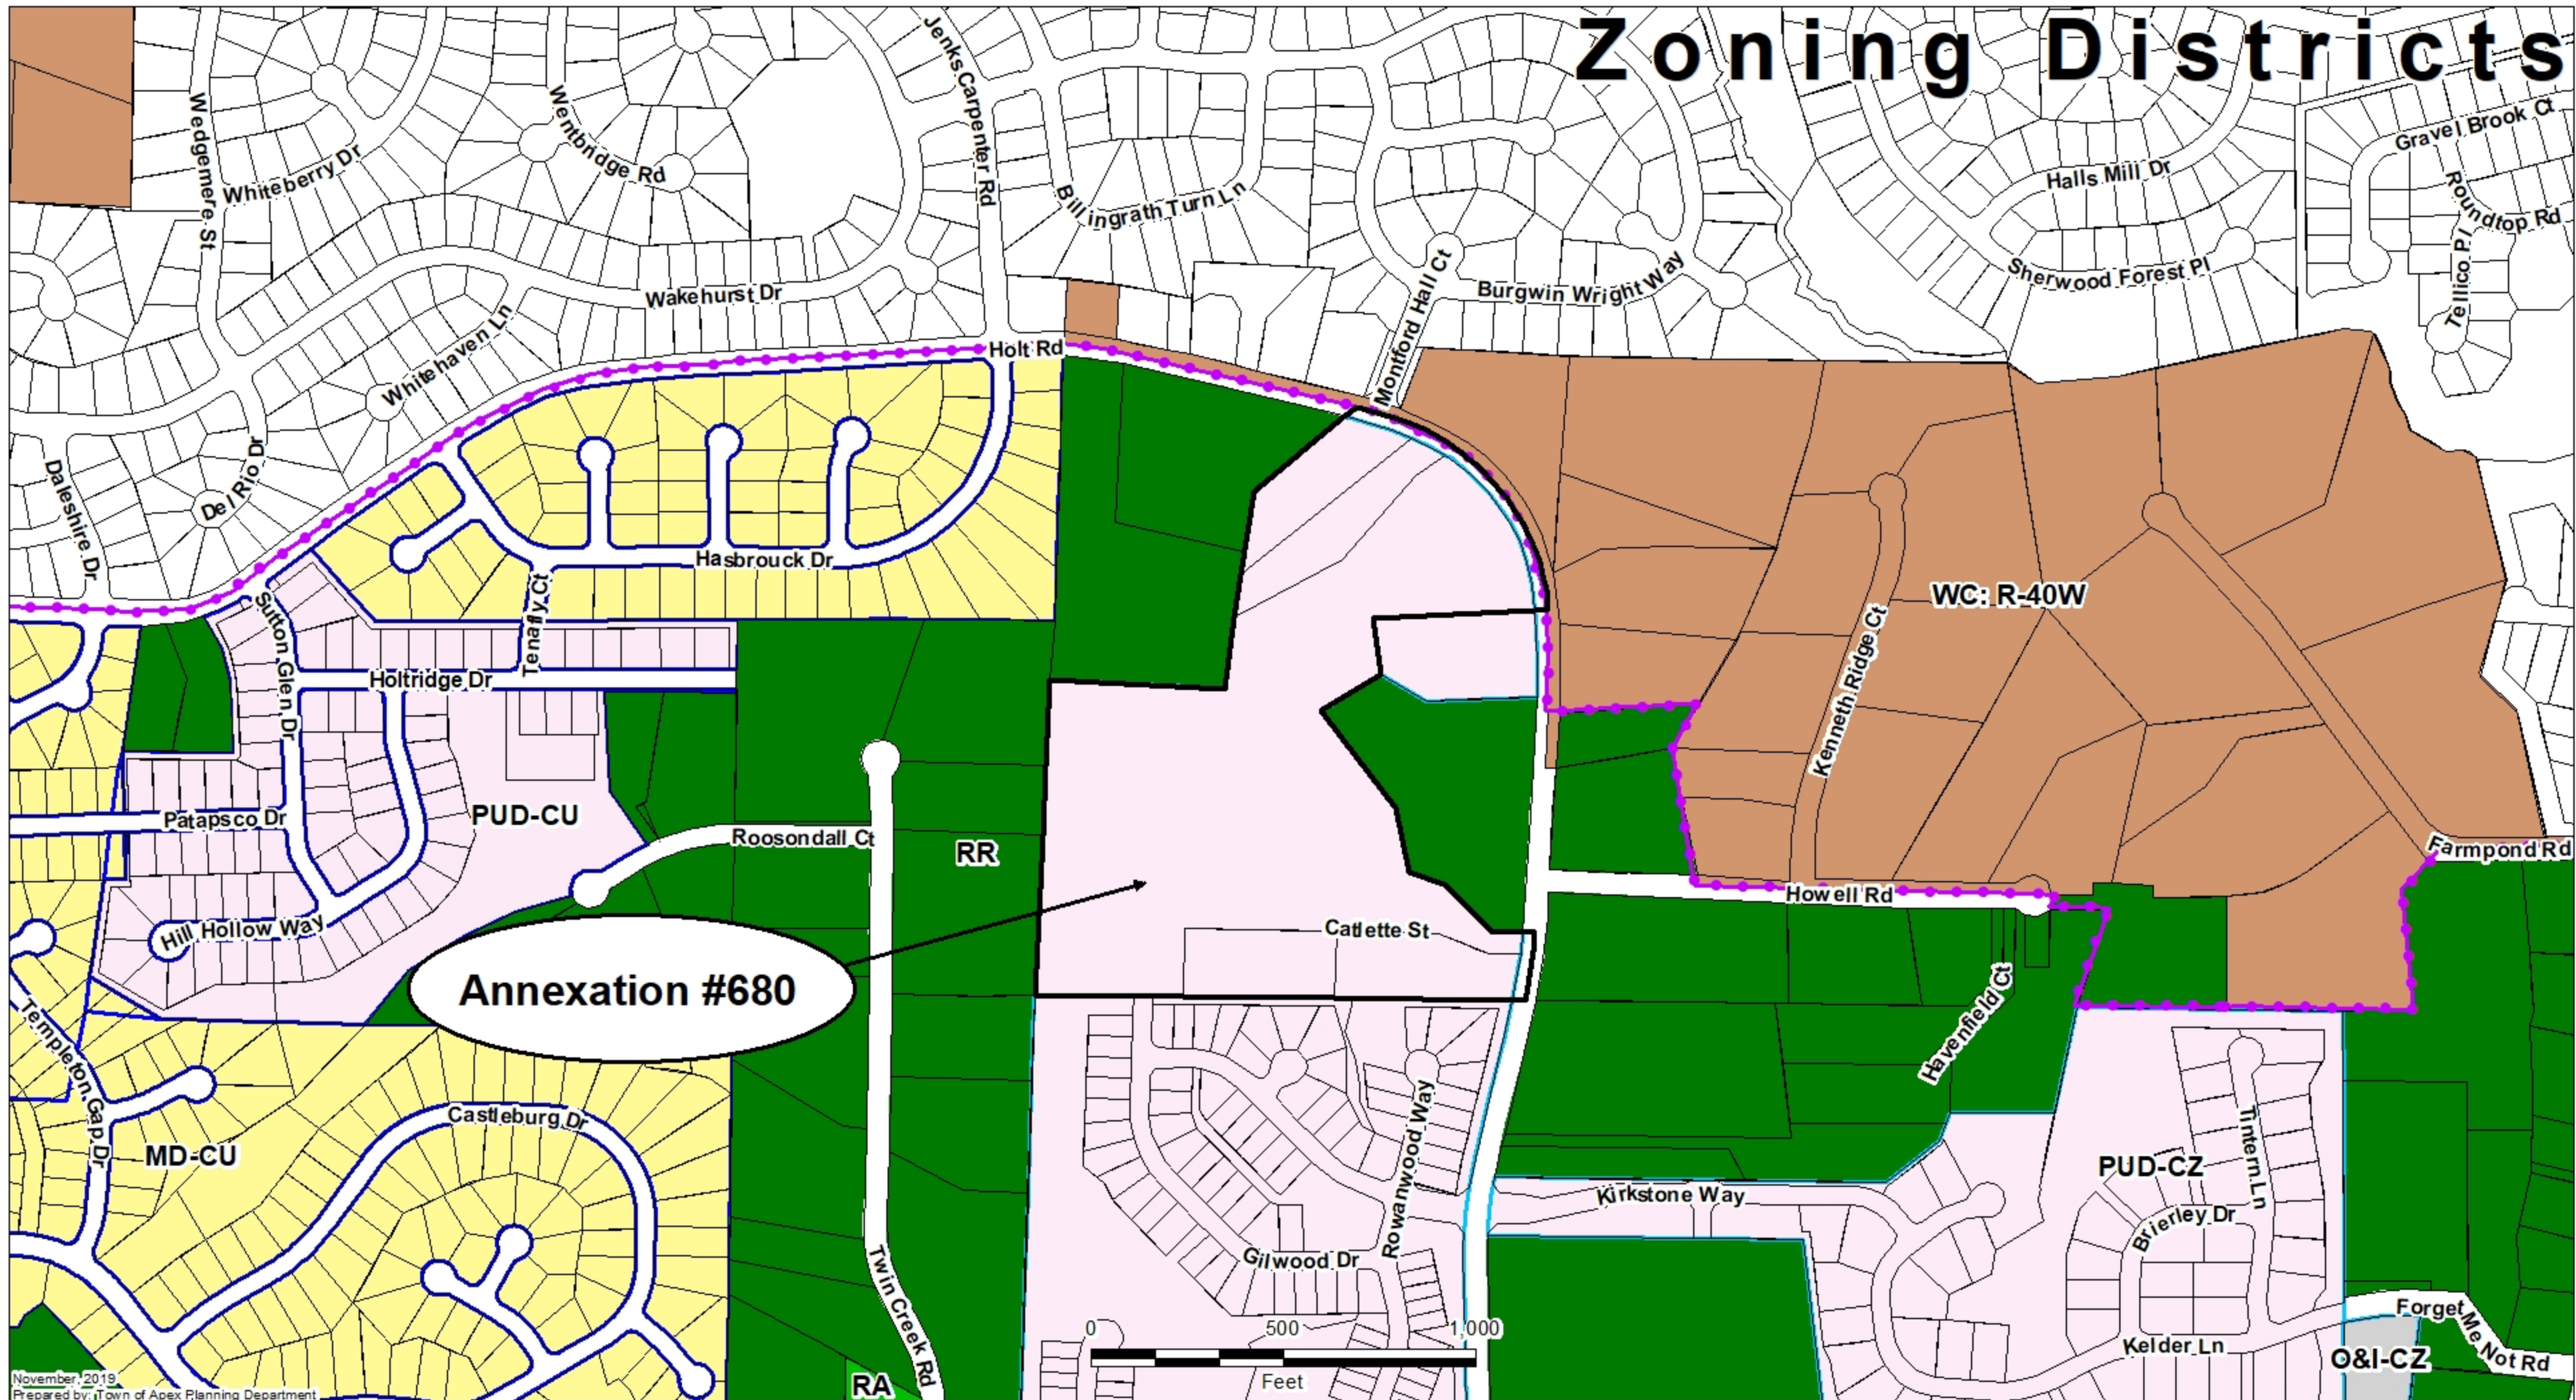 Zoning Districts
Jenks Carpenter Rd
Wedgemere St
Whiteberry Dr
Wentbridge Rd
Billingrath Turn Ln
Gravel Brook Ct
Halls Mill Dr
Roundtop Rd
Sherwood Forest Pl
Tellico Pl
Wakehurst Dr
Whitehaven Ln
Montford Hall Ct
Burgwin Wright Way
Holt Rd
Daleshire Dr
Del Rio Dr
Hasbrouck Dr
Tenafly Ct
Sutton Glen Dr
Holtridge Dr
WC: R-40W
Kenneth Ridge Ct
Patapsco Dr
PUD-CU
Roosondall Ct
RR
Farmpond Rd
Howell Rd
Hill Hollow Way
Catlette St
Annexation #680
Havenfield Ct
Templeton Gap Dr
MD-CU
Castleburg Dr
Rowanwood Way
Kirkstone Way
PUD-CZ
Tintern Ln
Brierley Dr
Gilwood Dr
Twin Creek Rd
Forget Me Not Rd
Kelder Ln
O&I-CZ
RA
0 500 1,000
Feet
November, 2019
Prepared by: Town of Apex Planning Department